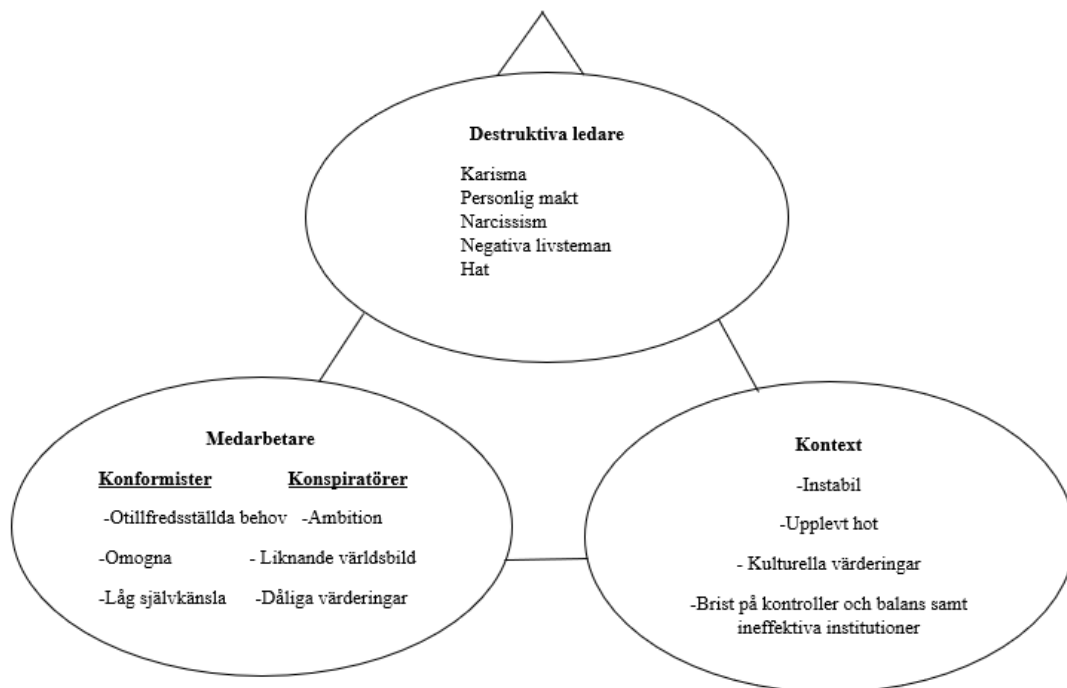 Destruktiva ledare
Karisma
Personlig makt
Narcissism
Negativa livsteman
Hat
Medarbetare
Konformister
Konspiratörer
-Otillfredsställda behov
-Ambition
-Omogna
- Liknande världsbild
-Låg självkänsla
-Dåliga värderingar
Kontext
-Instabil
-Upplevt hot
- Kulturella värderingar
-Brist på kontroller och balans samt
ineffektiva institutioner